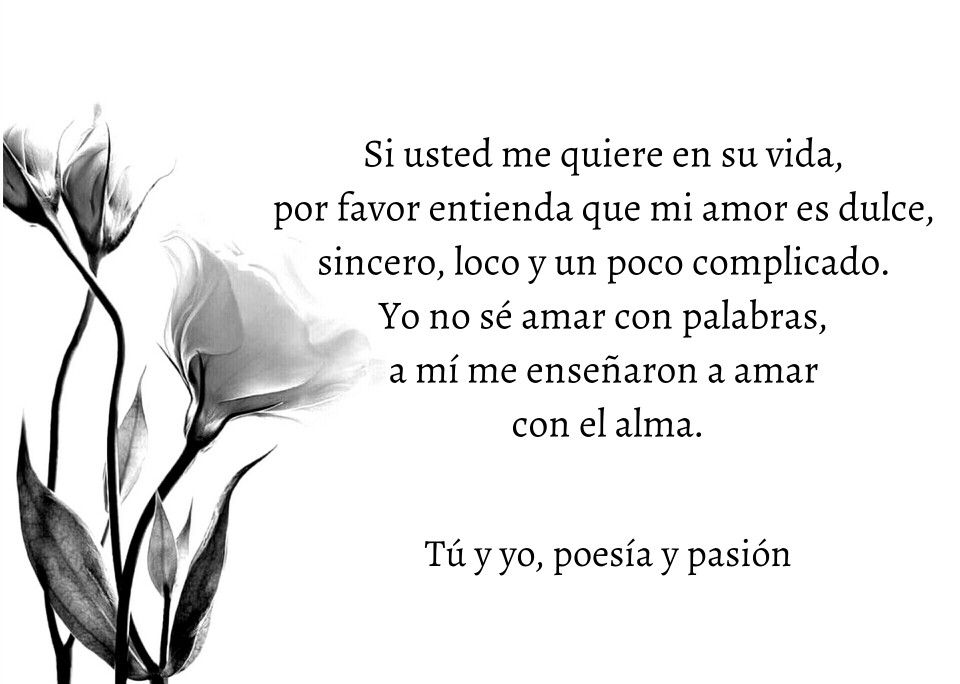 Si usted me quiere en su vida,
por favor entienda que mi amor es dulce,
sincero, loco y un poco complicado.
Yo no sé amar con palabras,
a mí me enseñaron a amar
con el alma.
Tú y yo, poesía y pasión